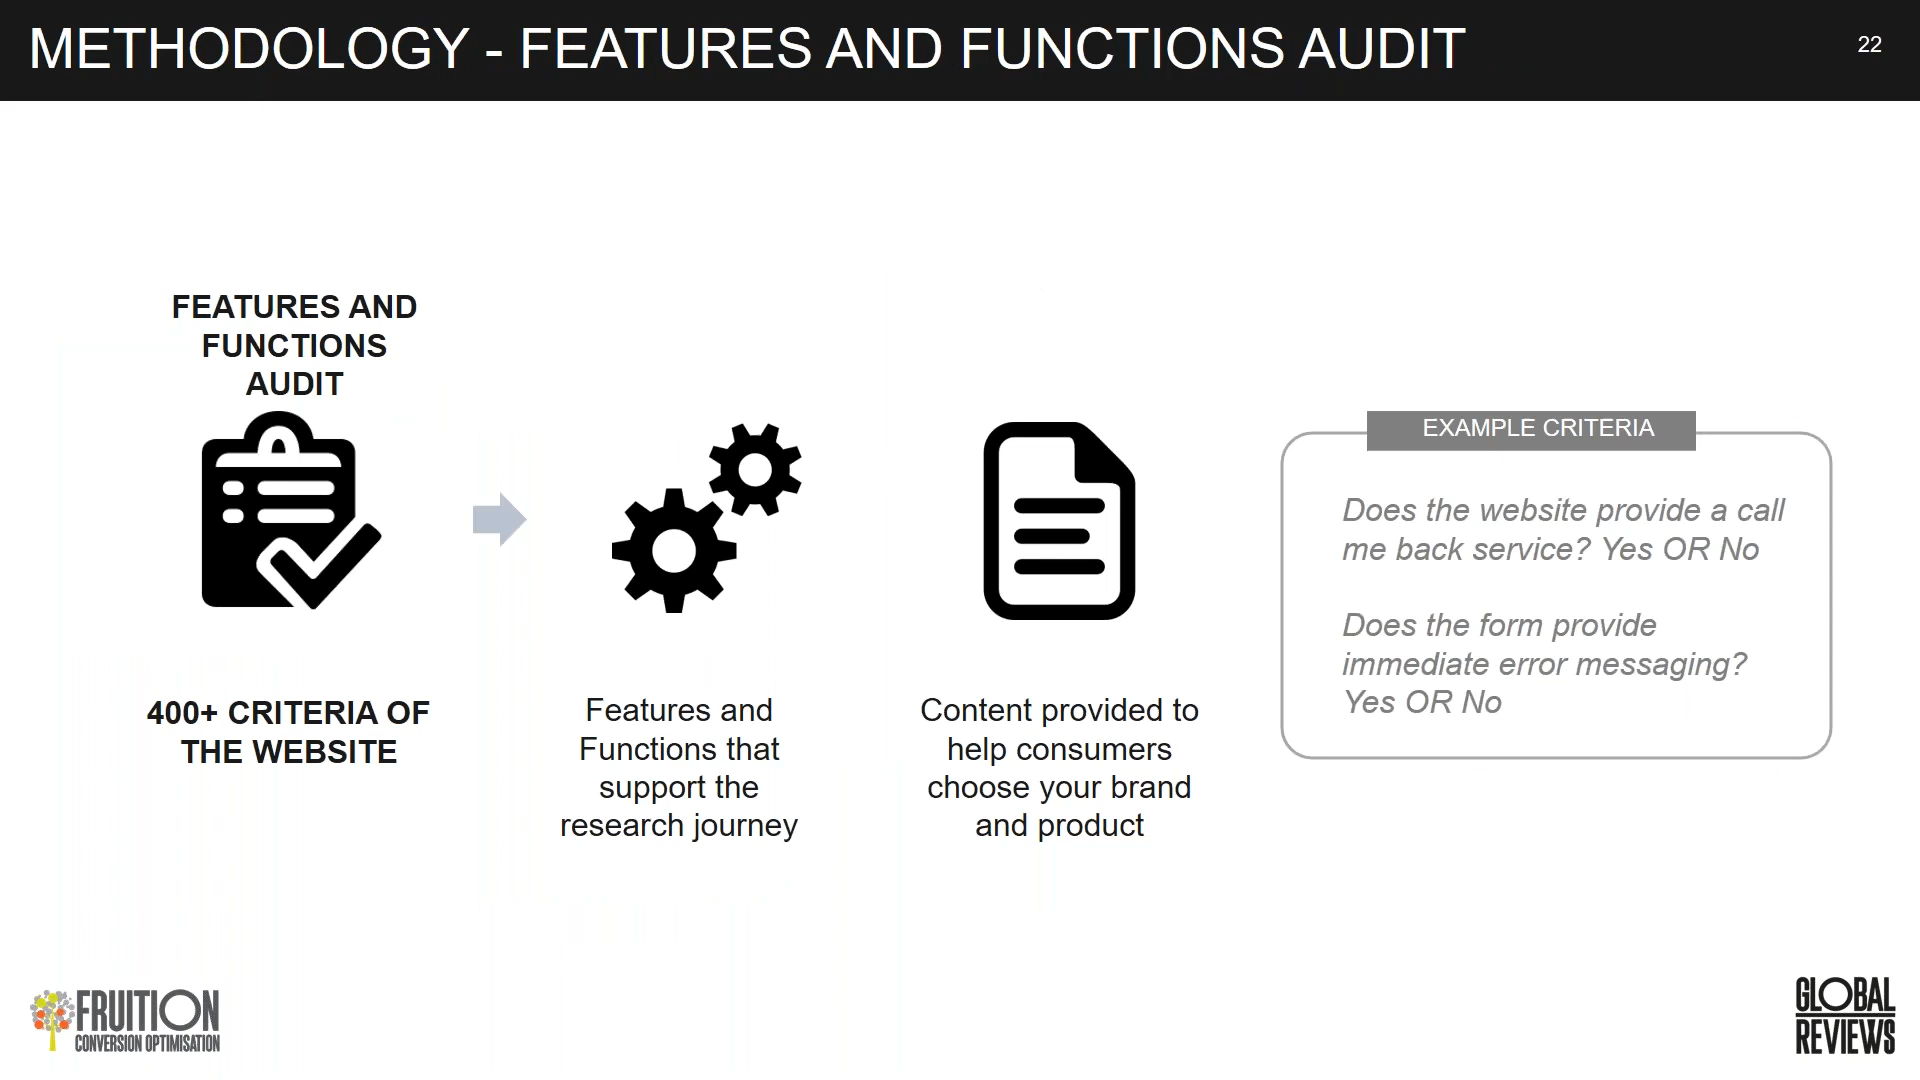 METHODOLOGY - FEATURES AND FUNCTIONS AUDIT
22
FEATURES AND
FUNCTIONS
AUDIT
400+ CRITERIA OF
THE WEBSITE
Features and
Functions that
support the
research journey
Content provided to
help consumers
choose your brand
and product
EXAMPLE CRITERIA
Does the website provide a call
me back service? Yes OR No
Does the form provide
immediate error messaging?
Yes OR No
FRUITION
CONVERSION OPTIMISATION
GLOBAL
REVIEWS